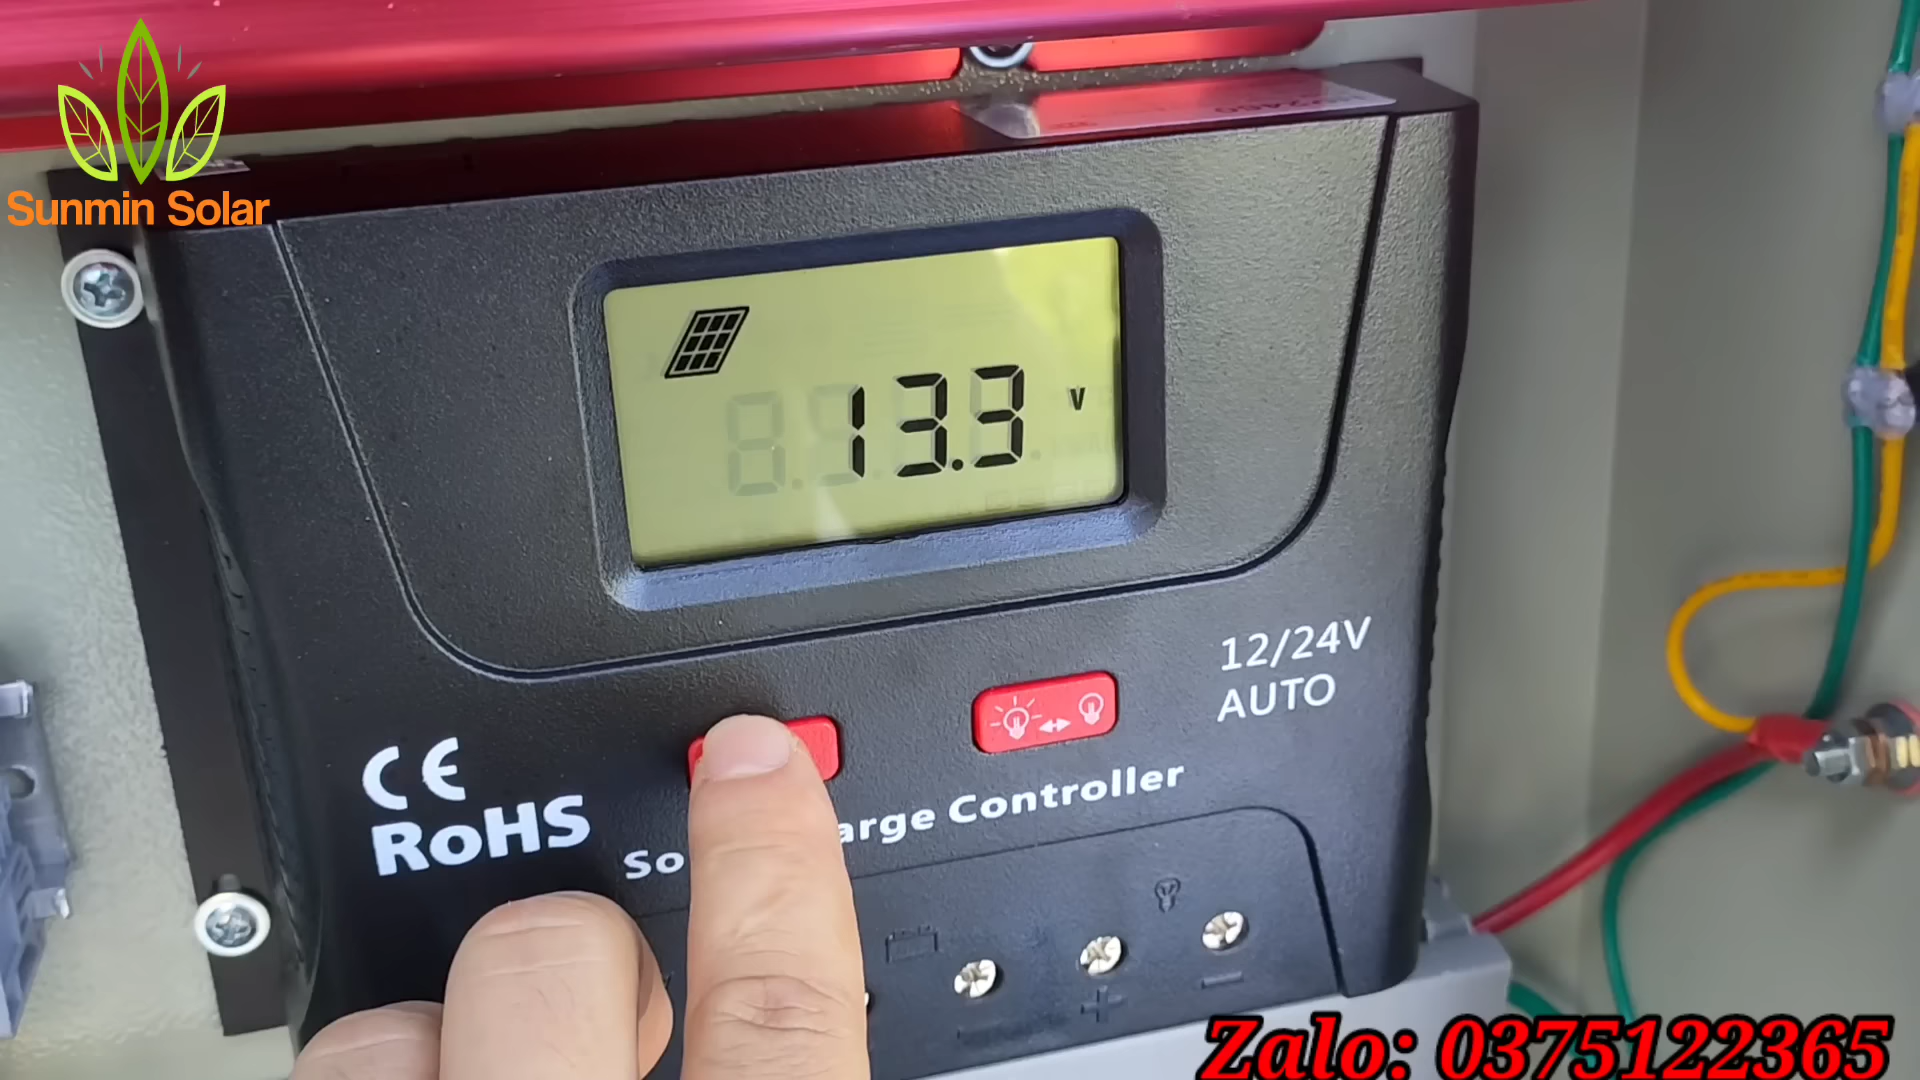 Sunmin Solar
13.3 V
12/24V
AUTO
CE
RoHS
So arge Controller
Zalo: 0375122365